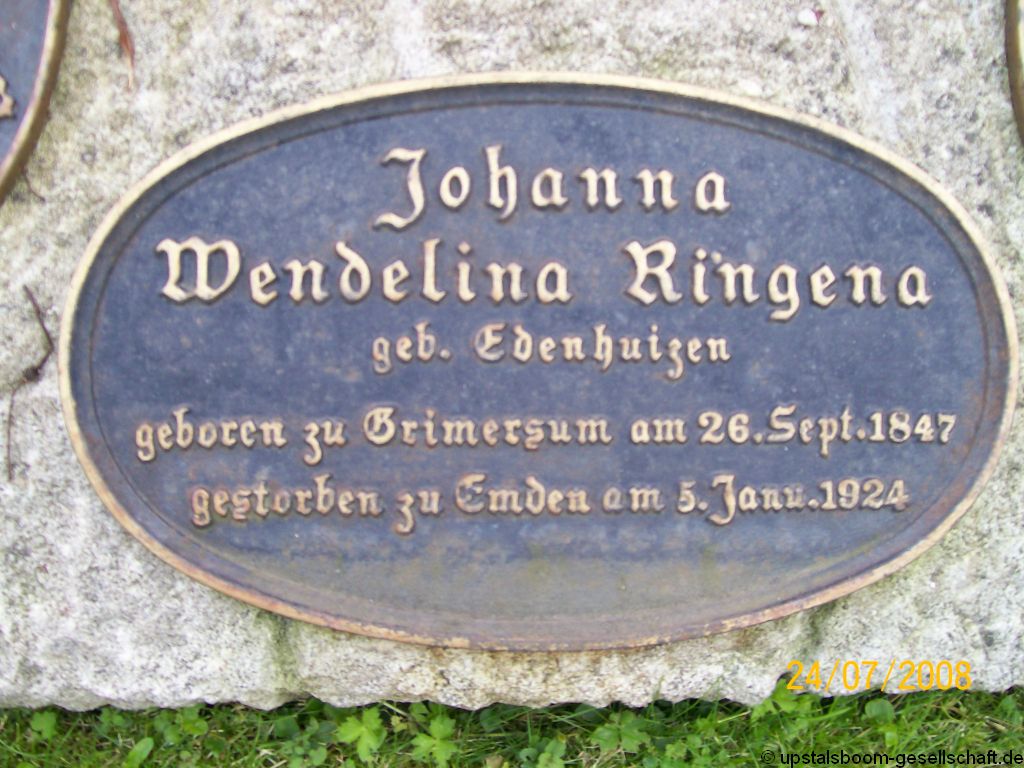 Johanna
Wendelina Ringena
geb. Edenhuizen
geboren zu Grimersum am 26.Sept.1847
gestorben zu Emden am 5.Janu.1924
24/07/2008
© upstalsboom-gesellschaft.de